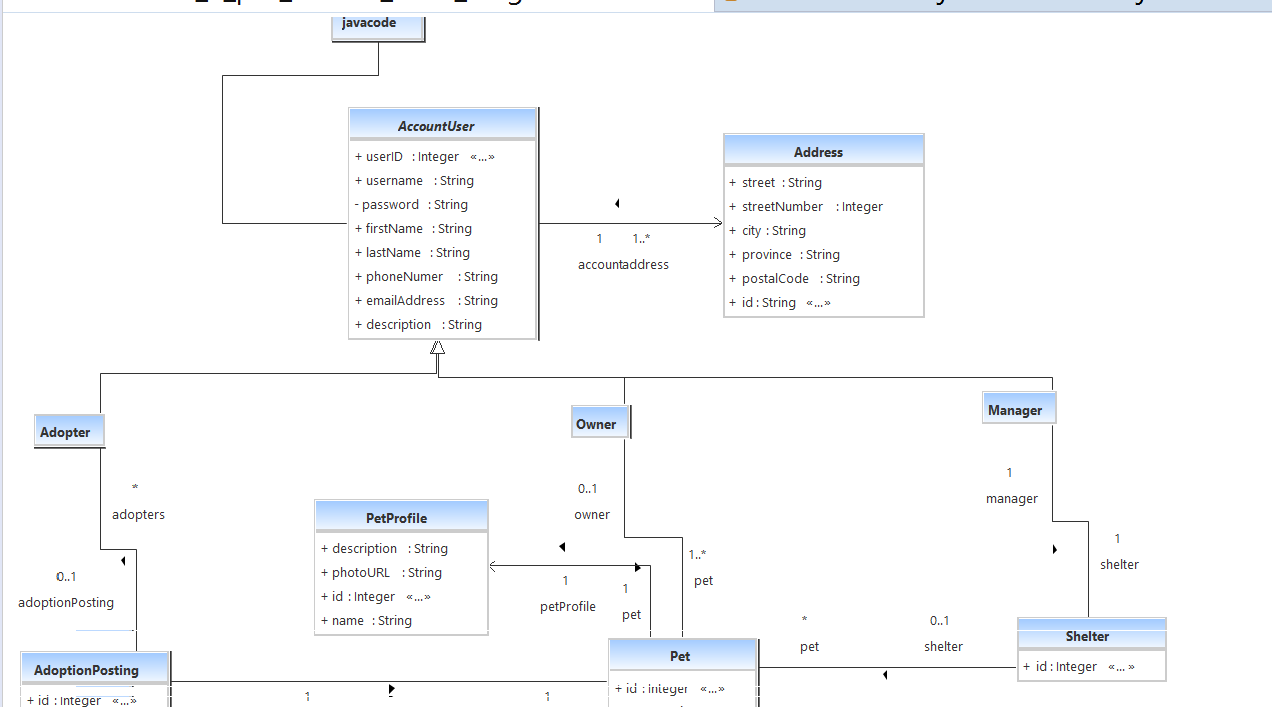 javacode
AccountUser
+ userID : Integer «...»
+ username : String
- password : String
+ firstName : String
+ lastName : String
+ phoneNumer : String
+ emailAddress : String
+ description : String
Address
+ street : String
+ streetNumber : Integer
+ city : String
+ province : String
+ postalCode : String
+ id : String «...»
1 1..*
accountaddress
Adopter
Owner
Manager
*
adopters
0..1
adoptionPosting
PetProfile
+ description : String
+ photoURL : String
+ id : Integer «...»
+ name : String
0..1
owner
1..*
pet
1
petProfile
1
pet
1
manager
1
shelter
*
pet
0..1
shelter
Shelter
+ id : Integer «... »
AdoptionPosting
+ id : Integer «...»
1
1
Pet
+ id : Integer «...»